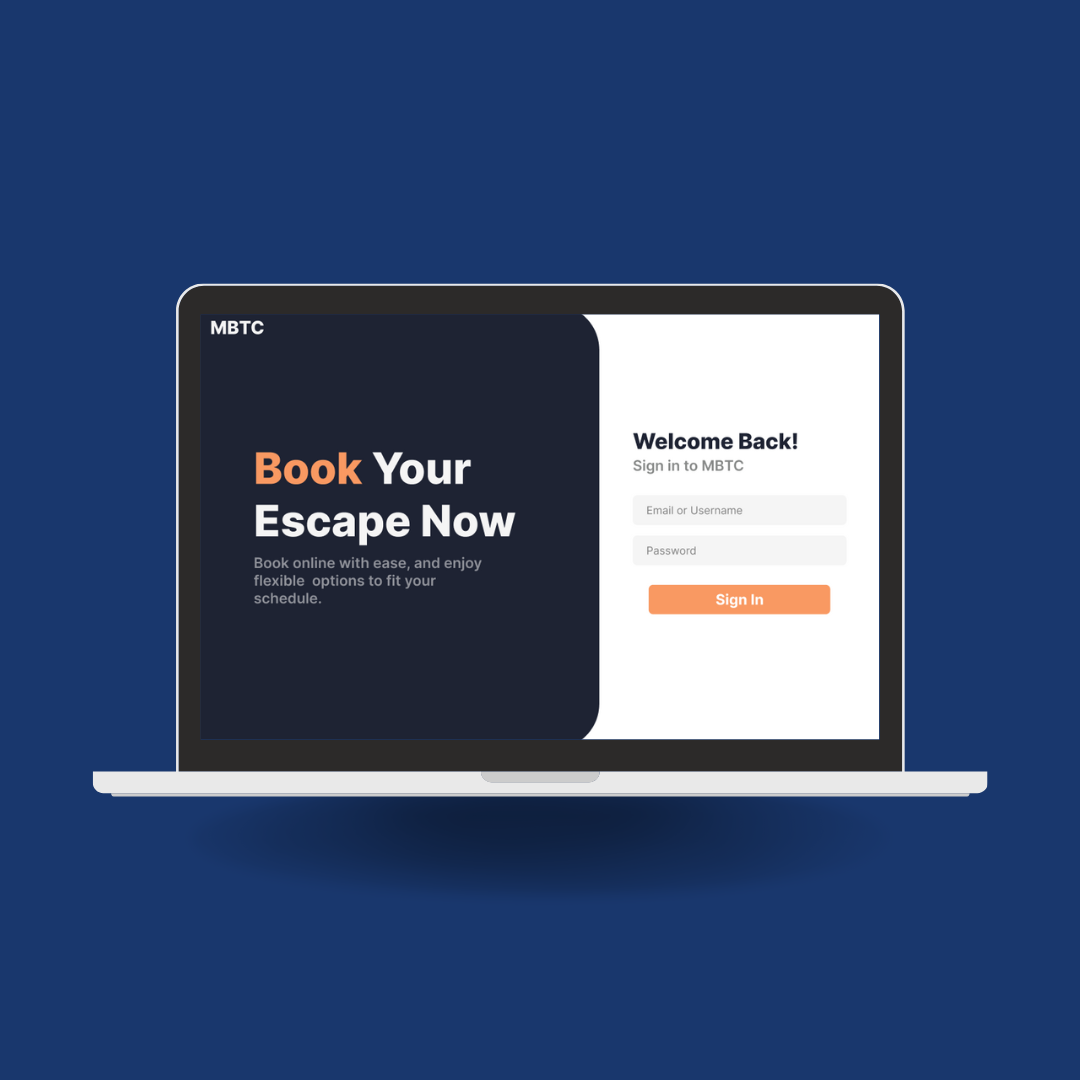 MBTC
Book Your
Escape Now
Book online with ease, and enjoy
flexible  options to fit your
schedule.
Welcome Back!
Sign in to MBTC
Email or Username
Password
Sign In